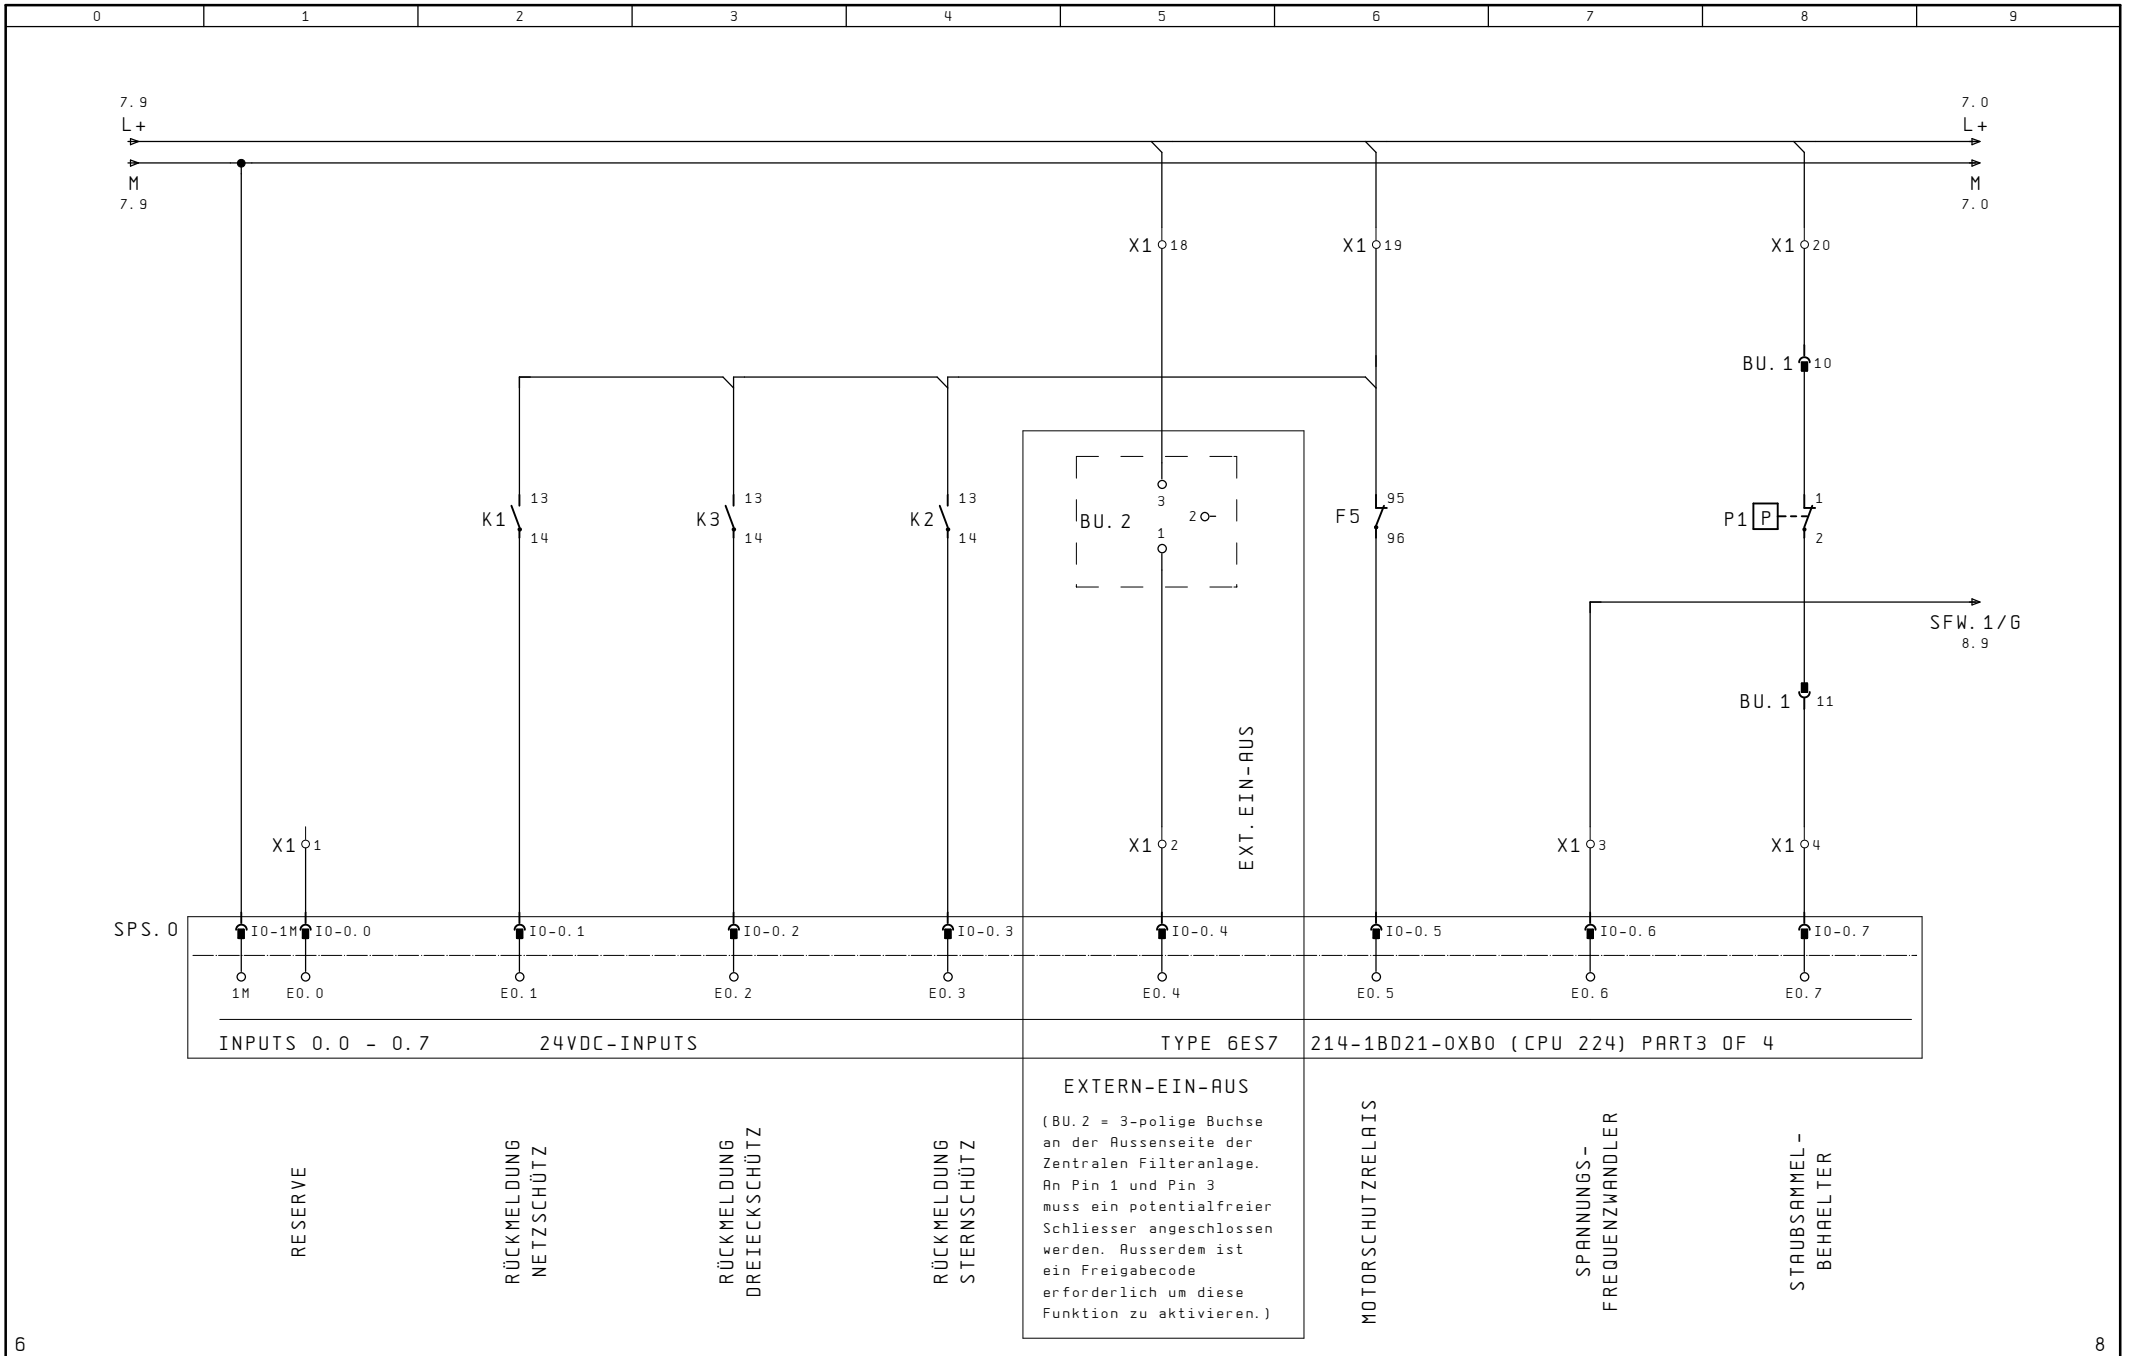 0 1 2 3 4 5 6 7 8 9
7.9 7.0
L+ L+
M M
7.9 7.0
X1 18 X1 19 X1 20
BU.1 10
K1 13 14
K3 13 14
K2 13 14
BU.2 3 2 1
F5 95 96
P1 P 1 2
SFW.1/G
8.9
BU.1 11
EXT.EIN-AUS
X1 1 X1 2 X1 3 X1 4
SPS.0 I0-1M I0-0.0 I0-0.1 I0-0.2 I0-0.3 I0-0.4 I0-0.5 I0-0.6 I0-0.7
1M E0.0 E0.1 E0.2 E0.3 E0.4 E0.5 E0.6 E0.7
INPUTS 0.0 - 0.7 24VDC-INPUTS TYPE 6ES7 214-1BD21-0XB0 (CPU 224) PART3 OF 4
RESERVE
RÜCKMELDUNG
NETZSCHÜTZ
RÜCKMELDUNG
DREIECKSCHÜTZ
RÜCKMELDUNG
STERNSCHÜTZ
EXTERN-EIN-AUS
(BU.2 = 3-polige Buchse
an der Aussenseite der
Zentralen Filteranlage.
An Pin 1 und Pin 3
muss ein potentialfreier
Schliesser angeschlossen
werden. Ausserdem ist
ein Freigabecode
erforderlich um diese
Funktion zu aktivieren.)
MOTORSCHUTZRELAIS
SPANNUNGS-
FREQUENZWANDLER
STAUBSAMMEL-
BEHAELTER
6 8